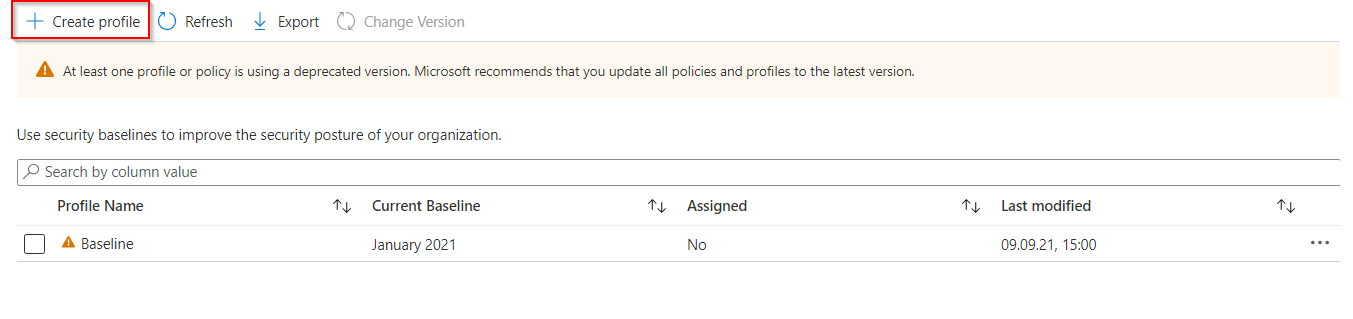 Create profile Refresh Export Change Version
At least one profile or policy is using a deprecated version. Microsoft recommends that you update all policies and profiles to the latest version.
Use security baselines to improve the security posture of your organization.
Search by column value
Profile Name Current Baseline Assigned Last modified
Baseline January 2021 No 09.09.21, 15:00